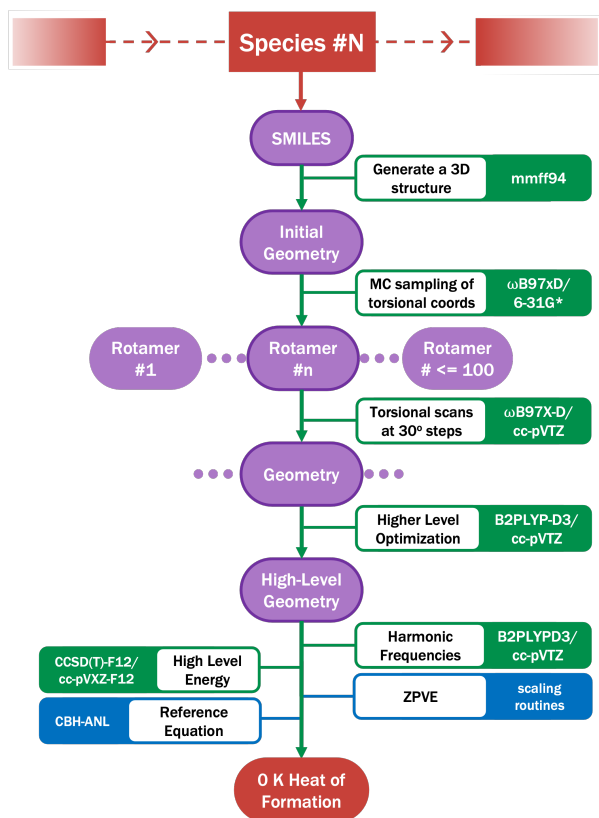 Species #N
SMILES
Generate a 3D
structure
mmff94
Initial
Geometry
MC sampling of
torsional coords
ωB97xD/
6-31G*
Rotamer
#1
Rotamer
#n
Rotamer
# <= 100
Torsional scans
at 30º steps
ωB97X-D/
cc-pVTZ
Geometry
Higher Level
Optimization
B2PLYP-D3/
cc-pVTZ
High-Level
Geometry
Harmonic
Frequencies
B2PLYPD3/
cc-pVTZ
CCSD(T)-F12/
cc-pVXZ-F12
High Level
Energy
ZPVE
scaling
routines
CBH-ANL
Reference
Equation
0 K Heat of
Formation